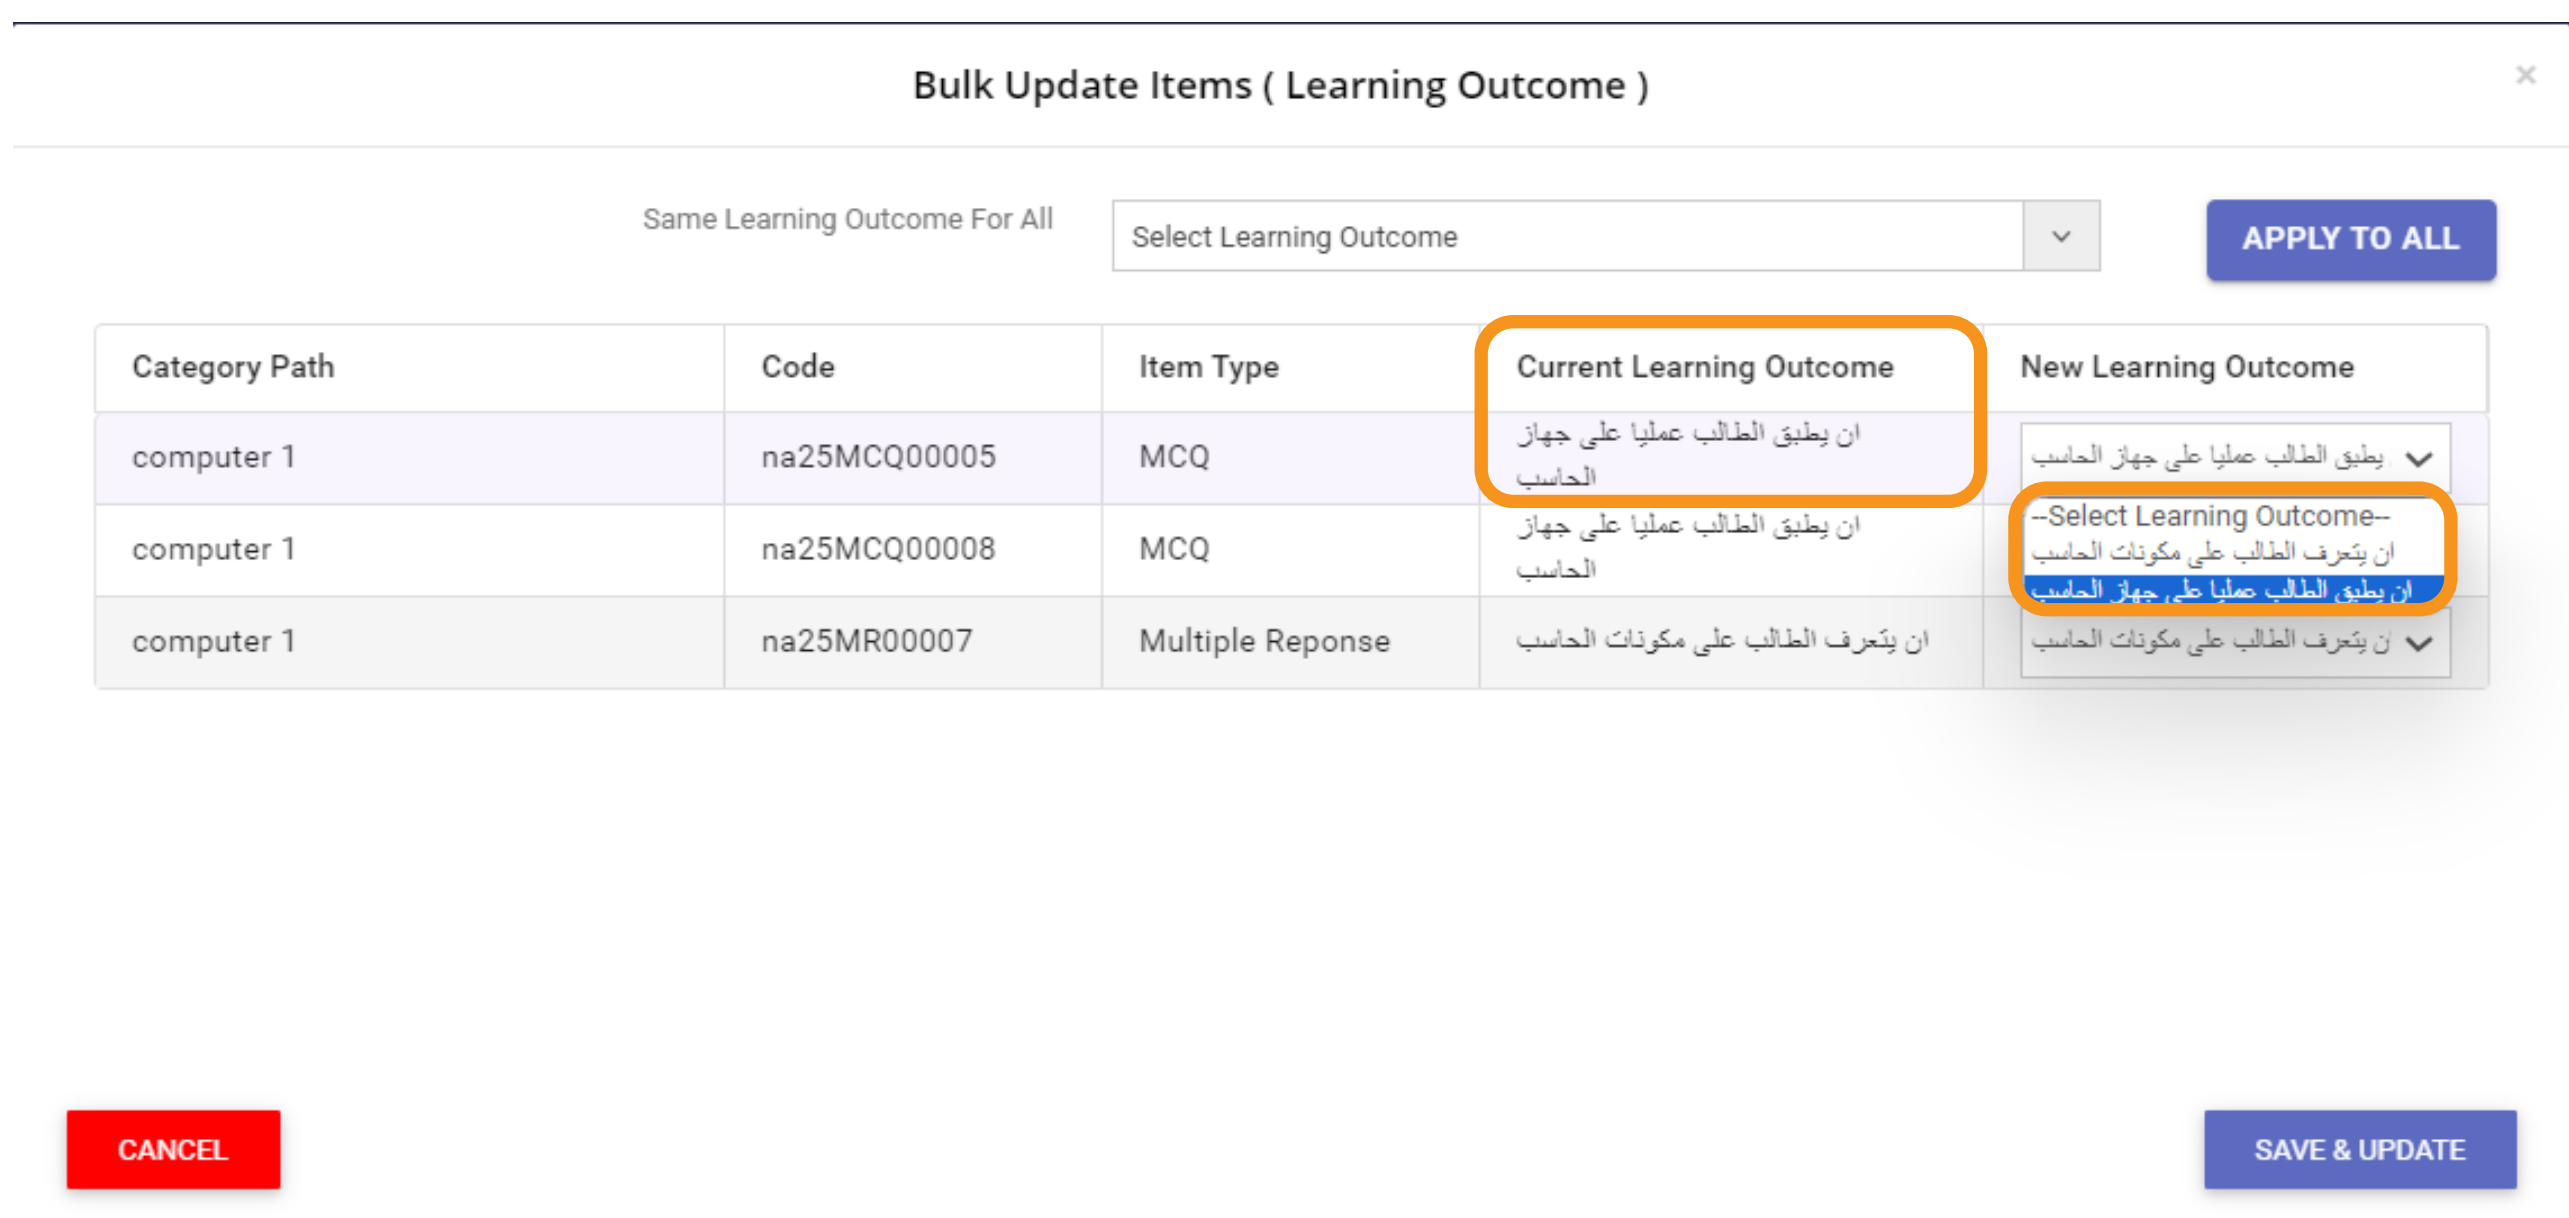 Bulk Update Items ( Learning Outcome )
×
Same Learning Outcome For All
Select Learning Outcome
APPLY TO ALL
Category Path Code Item Type Current Learning Outcome New Learning Outcome
computer 1 na25MCQ00005 MCQ
ان يطبق الطالب عمليا على جهاز
الحاسب
يطبق الطالب عمليا على جهاز الحاسب
computer 1 na25MCQ00008 MCQ
ان يطبق الطالب عمليا على جهاز
الحاسب
--Select Learning Outcome--
ان يتعرف الطالب على مكونات الحاسب
ان يطبق الطالب عمليا على جهاز الحاسب
computer 1 na25MR00007 Multiple Reponse
ان يتعرف الطالب على مكونات الحاسب
ن يتعرف الطالب على مكونات الحاسب
CANCEL
SAVE & UPDATE